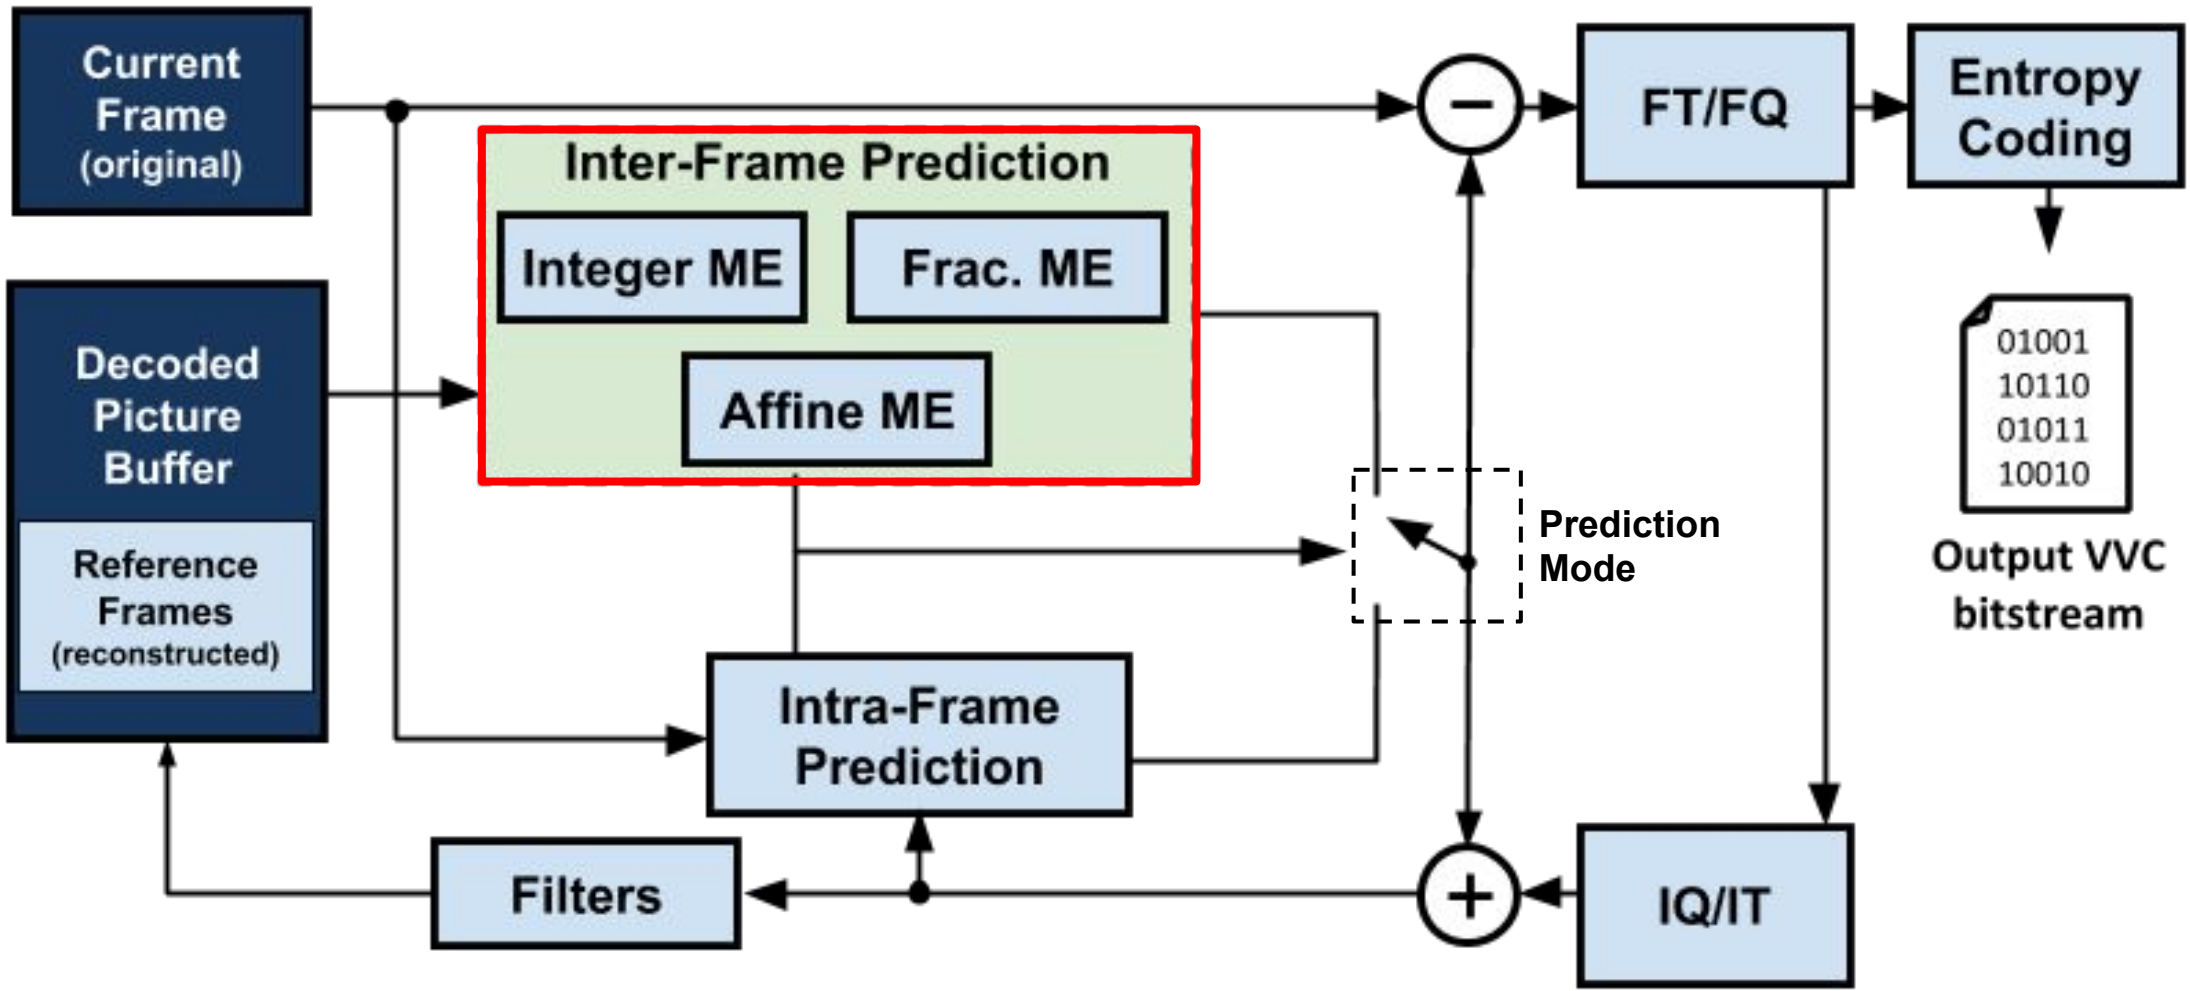 Current
Frame
(original)
Inter-Frame Prediction
Integer ME
Frac. ME
Affine ME
−
FT/FQ
Entropy
Coding
Decoded
Picture
Buffer
Reference
Frames
(reconstructed)
Prediction
Mode
01001
10110
01011
10010
Output VVC
bitstream
Intra-Frame
Prediction
Filters
+
IQ/IT